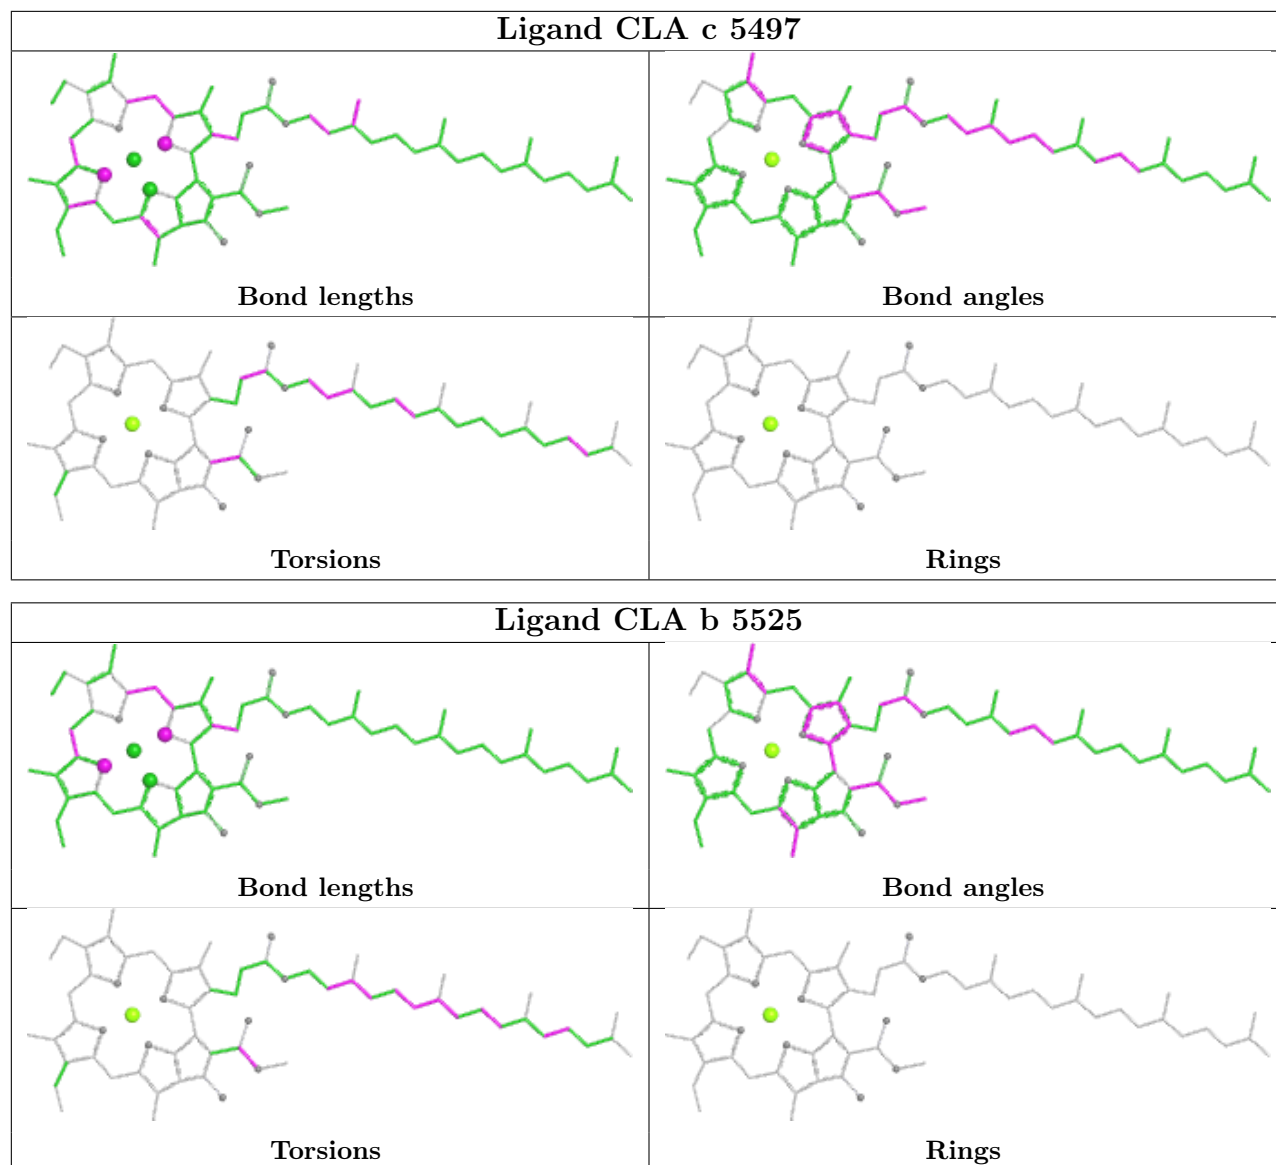 Ligand CLA c 5497
Bond lengths
Bond angles
Torsions
Rings
Ligand CLA b 5525
Bond lengths
Bond angles
Torsions
Rings